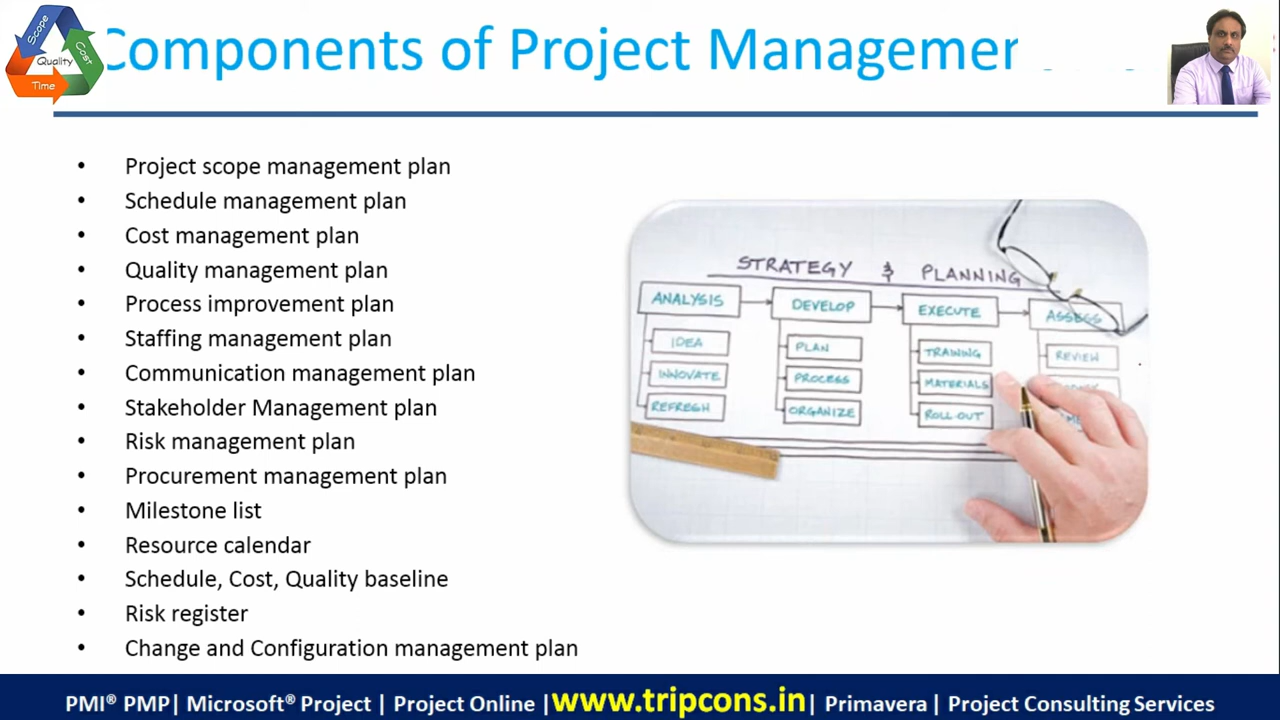 Scope
Cost
Quality
Time
Components of Project Management
• Project scope management plan
• Schedule management plan
• Cost management plan
• Quality management plan
• Process improvement plan
• Staffing management plan
• Communication management plan
• Stakeholder Management plan
• Risk management plan
• Procurement management plan
• Milestone list
• Resource calendar
• Schedule, Cost, Quality baseline
• Risk register
• Change and Configuration management plan
STRATEGY & PLANNING
ANALYSIS
IDEA
INNOVATE
REFRESH
DEVELOP
PLAN
PROCESS
ORGANIZE
EXECUTE
TRAINING
MATERIALS
ROLL OUT
ASSESS
REVIEW
PMI® PMP| Microsoft® Project | Project Online |www.tripcons.in| Primavera | Project Consulting Services